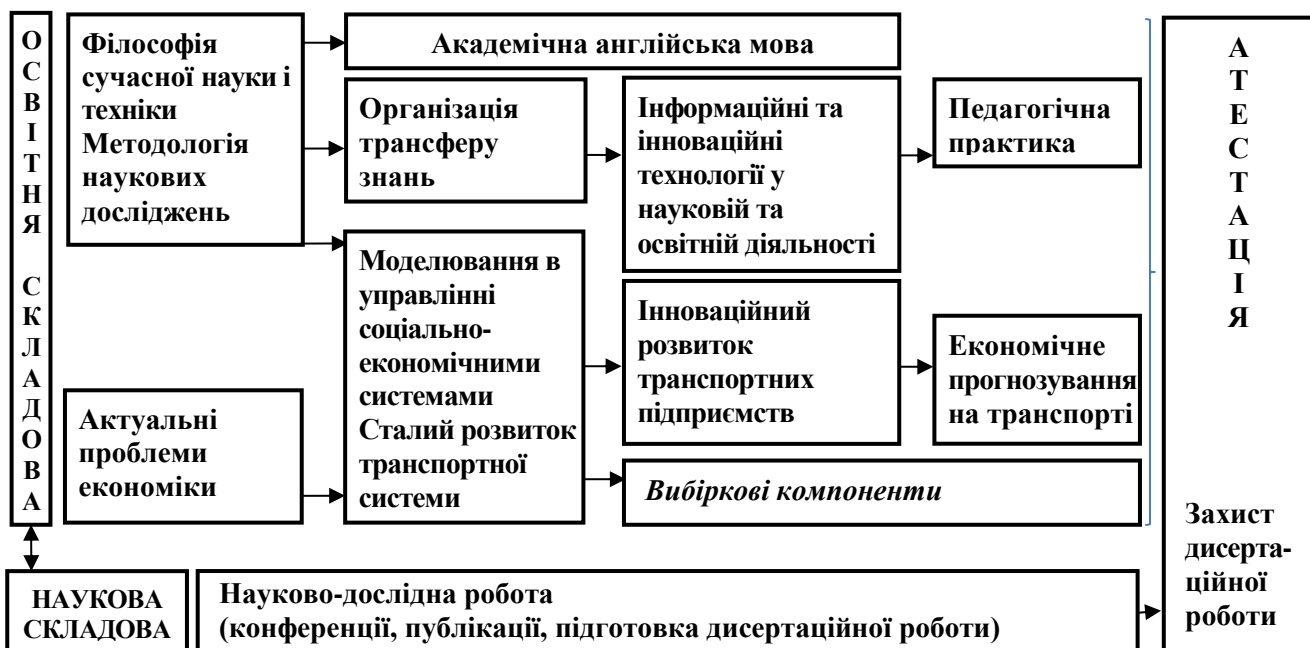 ОСВІТНЯ СКЛАДОВА
Філософія
сучасної науки і
техніки
Методологія
наукових
досліджень
Академічна англійська мова
Організація
трансферу
знань
Інформаційні та
інноваційні
технології у
науковій та
освітній діяльності
Педагогічна
практика
Актуальні
проблеми
економіки
Моделювання в
управлінні
соціально-
економічними
системами
Сталий розвиток
транспортної
системи
Інноваційний
розвиток
транспортних
підприємств
Економічне
прогнозування
на транспорті
Вибіркові компоненти
АТЕСТАЦІЯ
Захист
дисерта-
ційної
роботи
НАУКОВА
СКЛАДОВА
Науково-дослідна робота
(конференції, публікації, підготовка дисертаційної роботи)